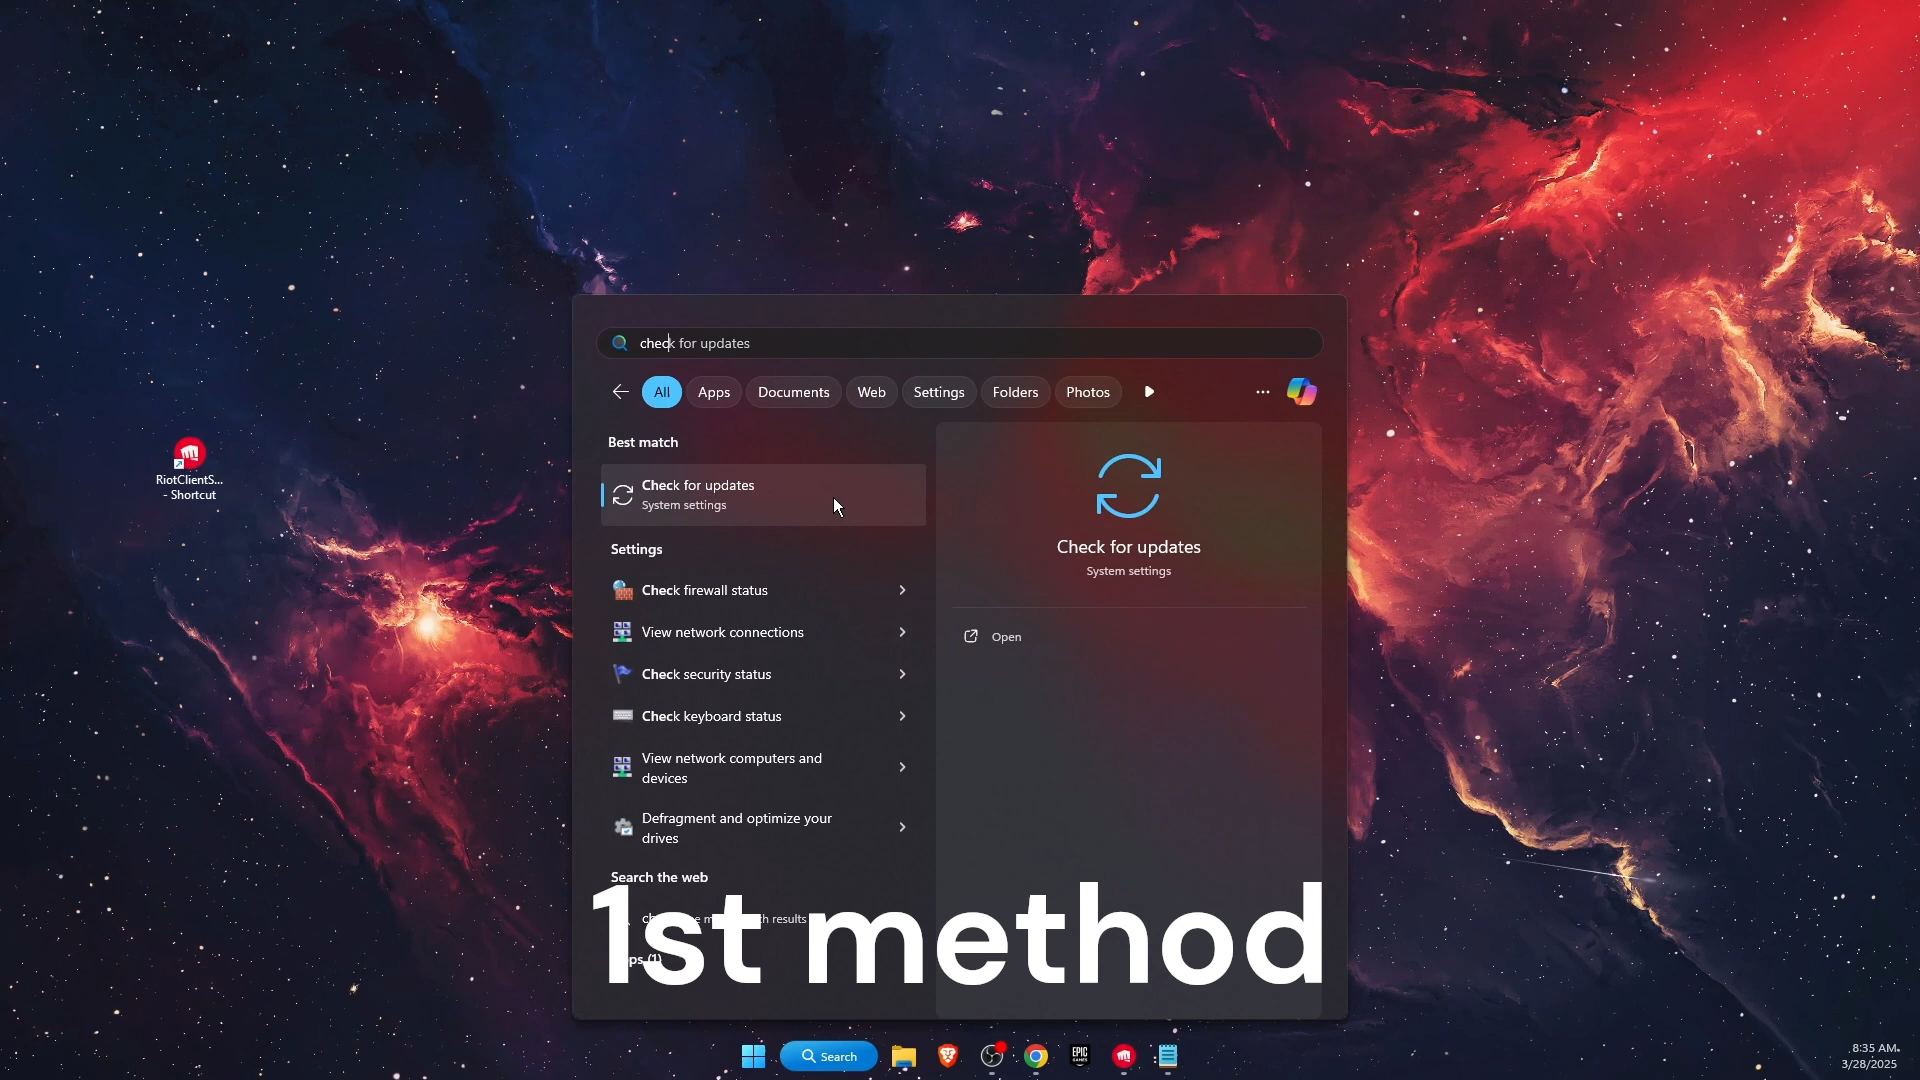 check for updates
All Apps Documents Web Settings Folders Photos
Best match
Check for updates
System settings
Settings
Check firewall status
View network connections
Check security status
Check keyboard status
View network computers and
devices
Defragment and optimize your
drives
Search the web
Check for updates
System settings
Open
1st method
RiotClientS...
- Shortcut
Search
EPIC
GAMES
8:35 AM
3/28/2025